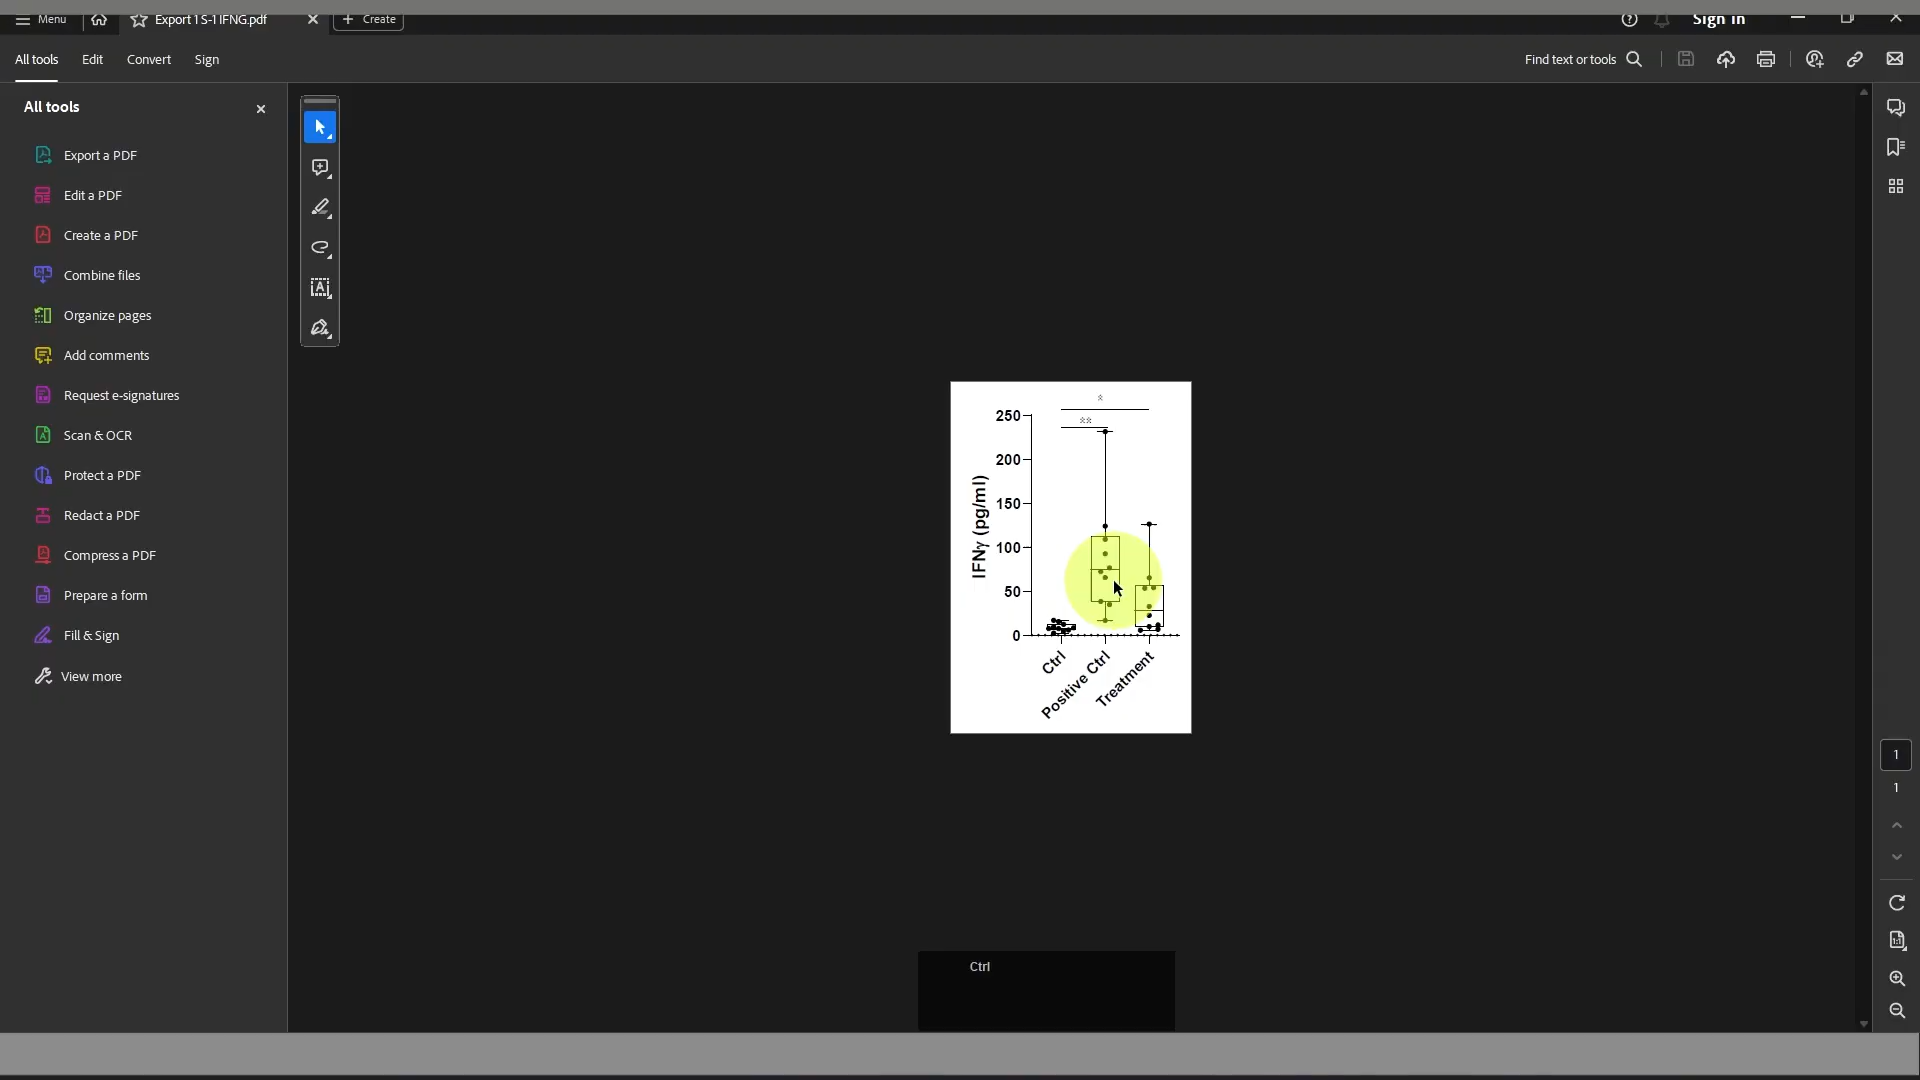 Menu
Export 1 S-1 IFNG.pdf
Create
Sign in
All tools
Edit
Convert
Sign
Find text or tools
All tools
Export a PDF
Edit a PDF
Create a PDF
Combine files
Organize pages
Add comments
Request e-signatures
Scan & OCR
Protect a PDF
Redact a PDF
Compress a PDF
Prepare a form
Fill & Sign
View more
*
**
250
200
150
100
50
0
IFNγ (pg/ml)
Ctrl
Positive Ctrl
Treatment
1
1
Ctrl